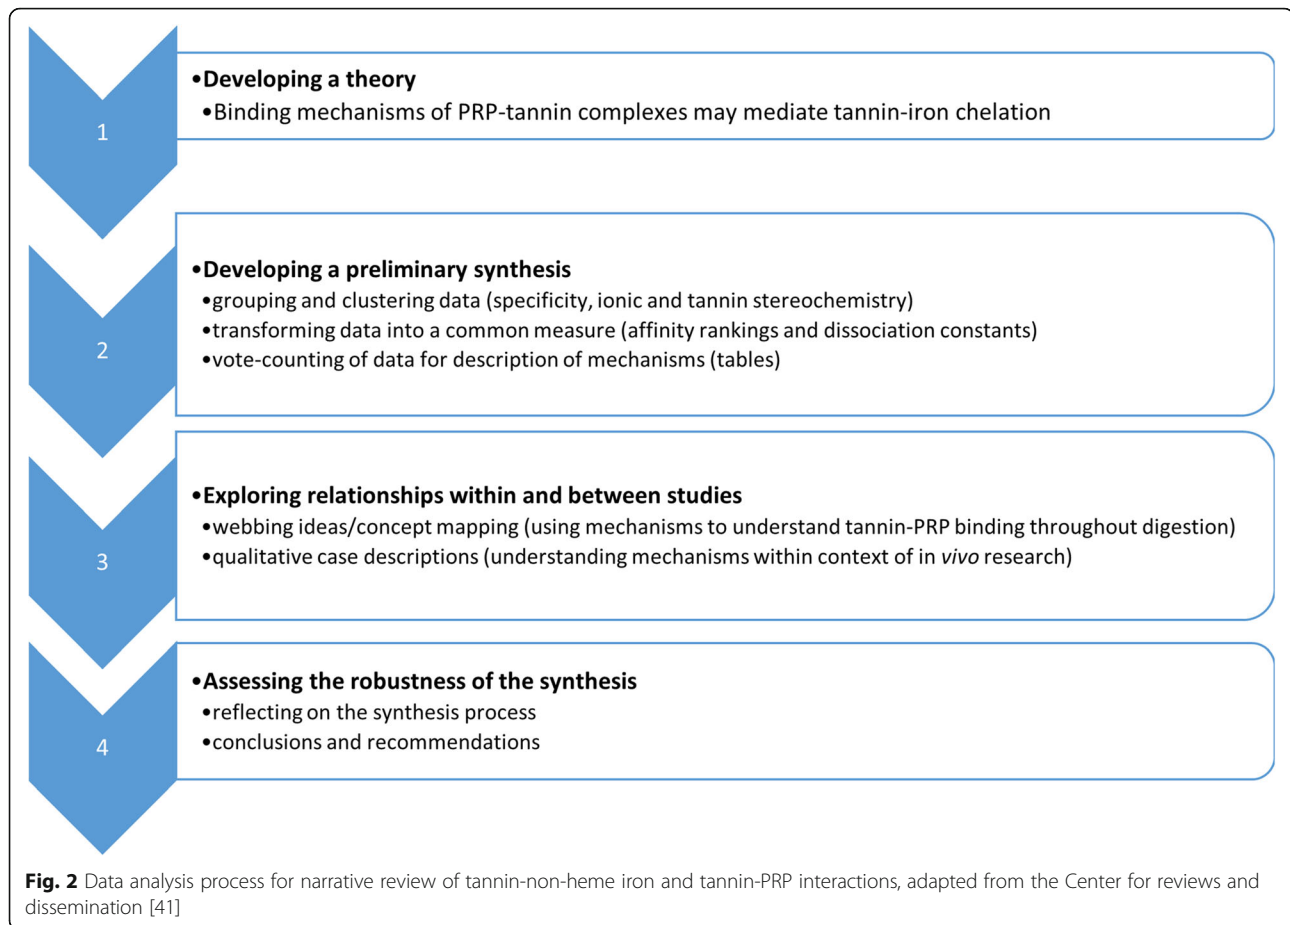 1
•Developing a theory
•Binding mechanisms of PRP-tannin complexes may mediate tannin-iron chelation
2
•Developing a preliminary synthesis
•grouping and clustering data (specificity, ionic and tannin stereochemistry)
•transforming data into a common measure (affinity rankings and dissociation constants)
•vote-counting of data for description of mechanisms (tables)
3
•Exploring relationships within and between studies
•webbing ideas/concept mapping (using mechanisms to understand tannin-PRP binding throughout digestion)
•qualitative case descriptions (understanding mechanisms within context of in vivo research)
4
•Assessing the robustness of the synthesis
•reflecting on the synthesis process
•conclusions and recommendations
Fig. 2 Data analysis process for narrative review of tannin-non-heme iron and tannin-PRP interactions, adapted from the Center for reviews and
dissemination [41]